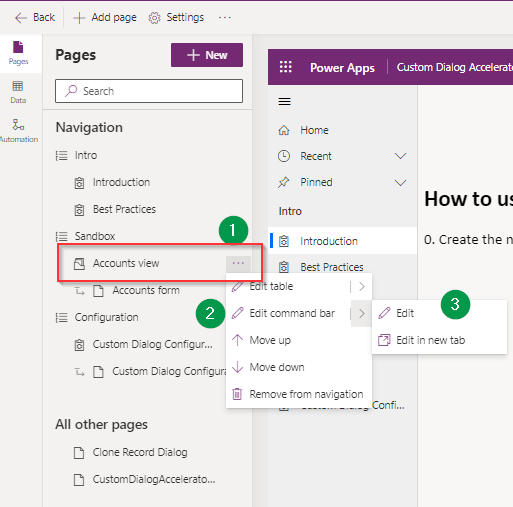 Back
Add page
Settings
...
Pages
Data
Automation
Pages
New
Search
Navigation
Intro
Introduction
Best Practices
Sandbox
Accounts view
...
Accounts form
Configuration
Custom Dialog Configur...
Custom Dialog Configura
All other pages
Clone Record Dialog
CustomDialogAccelerato...
1
2
Edit table
Edit command bar
Move up
Move down
Remove from navigation
3
Edit
Edit in new tab
Power Apps
Custom Dialog Accelerat
Home
Recent
Pinned
Intro
Introduction
Best Practices
Custom Dialog Confi...
How to us
0. Create the n